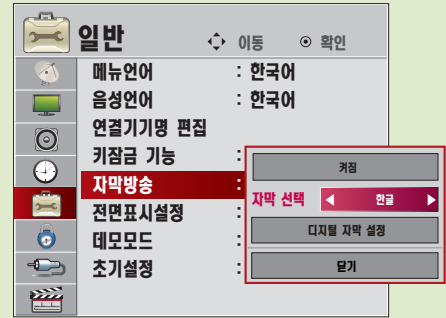 일반 이동 확인
메뉴언어 : 한국어
음성언어 : 한국어
연결기기명 편집
키잠금 기능 :
자막방송 :
전면표시설정 :
데모모드 :
초기설정 :
켜짐
자막 선택 한글
디지털 자막 설정
닫기